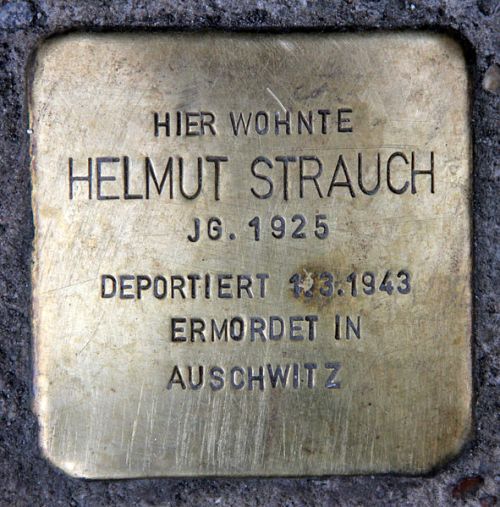 HIER WOHNTE
HELMUT STRAUCH
JG. 1925
DEPORTIERT 1.3.1943
ERMORDET IN
AUSCHWITZ